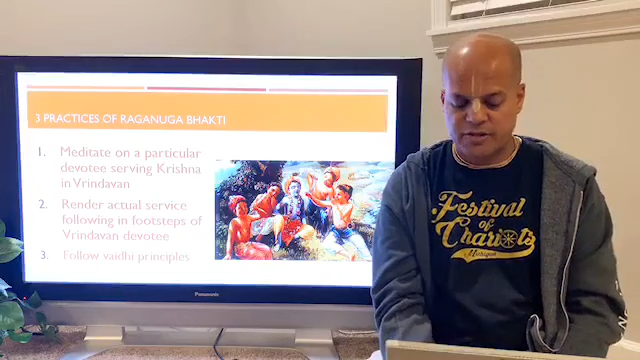 3 PRACTICES OF RAGANUGA BHAKTI
1. Meditate on a particular
devotee serving Krishna
in Vrindavan
2. Render actual service
following in footsteps of
Vrindavan devotee
3. Follow vaidhi principles
Panasonic
Festival
of
Chariots
Michigan